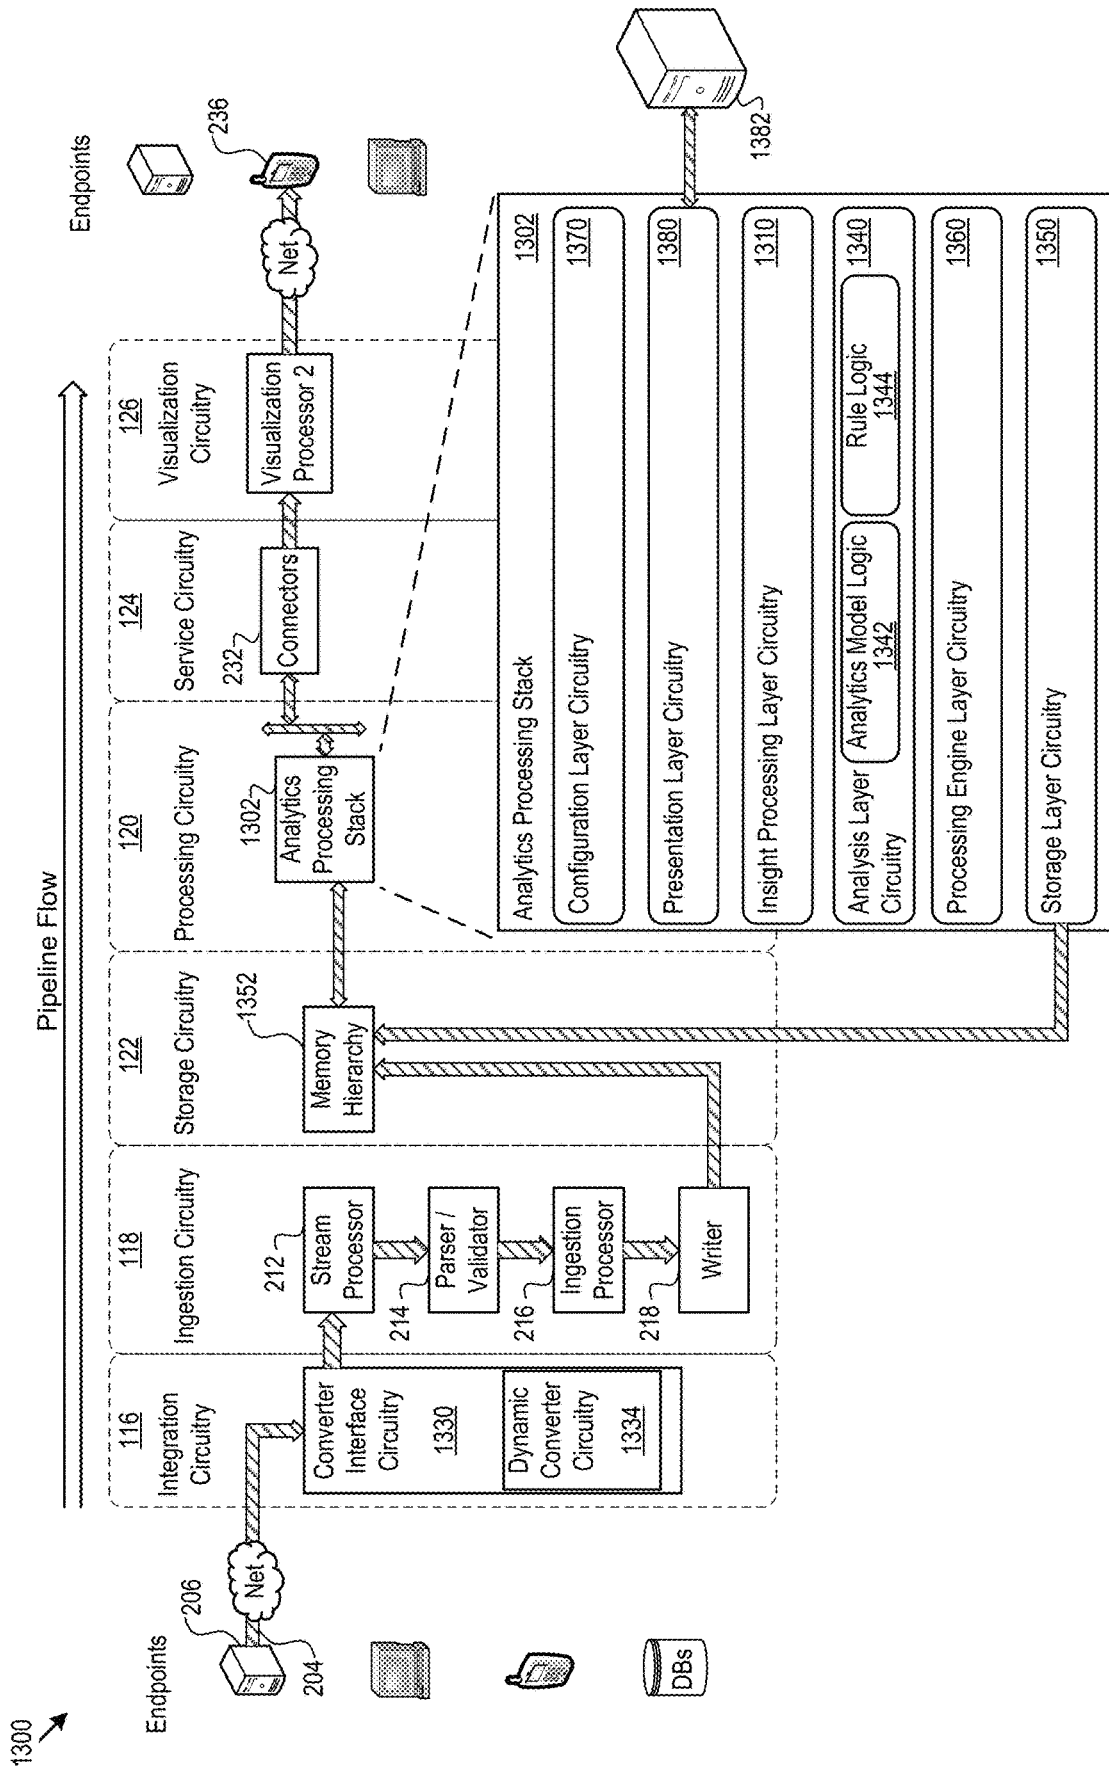 1300
Pipeline Flow
Endpoints
206
204
Net
DBs
116
Integration
Circuitry
Converter
Interface
Circuitry
1330
Dynamic
Converter
Circuitry
1334
118
Ingestion Circuitry
212
Stream
Processor
214
Parser /
Validator
216
Ingestion
Processor
218
Writer
122
Storage Circuitry
1352
Memory
Hierarchy
120
Processing Circuitry
1302
Analytics
Processing
Stack
124
Service Circuitry
232
Connectors
126
Visualization
Circuitry
Visualization
Processor 2
Net
Endpoints
236
Analytics Processing Stack 1302
Configuration Layer Circuitry 1370
Presentation Layer Circuitry 1380
Insight Processing Layer Circuitry 1310
Analysis Layer
Circuitry
Analytics Model Logic
1342
Rule Logic
1344
1340
Processing Engine Layer Circuitry 1360
Storage Layer Circuitry 1350
1382